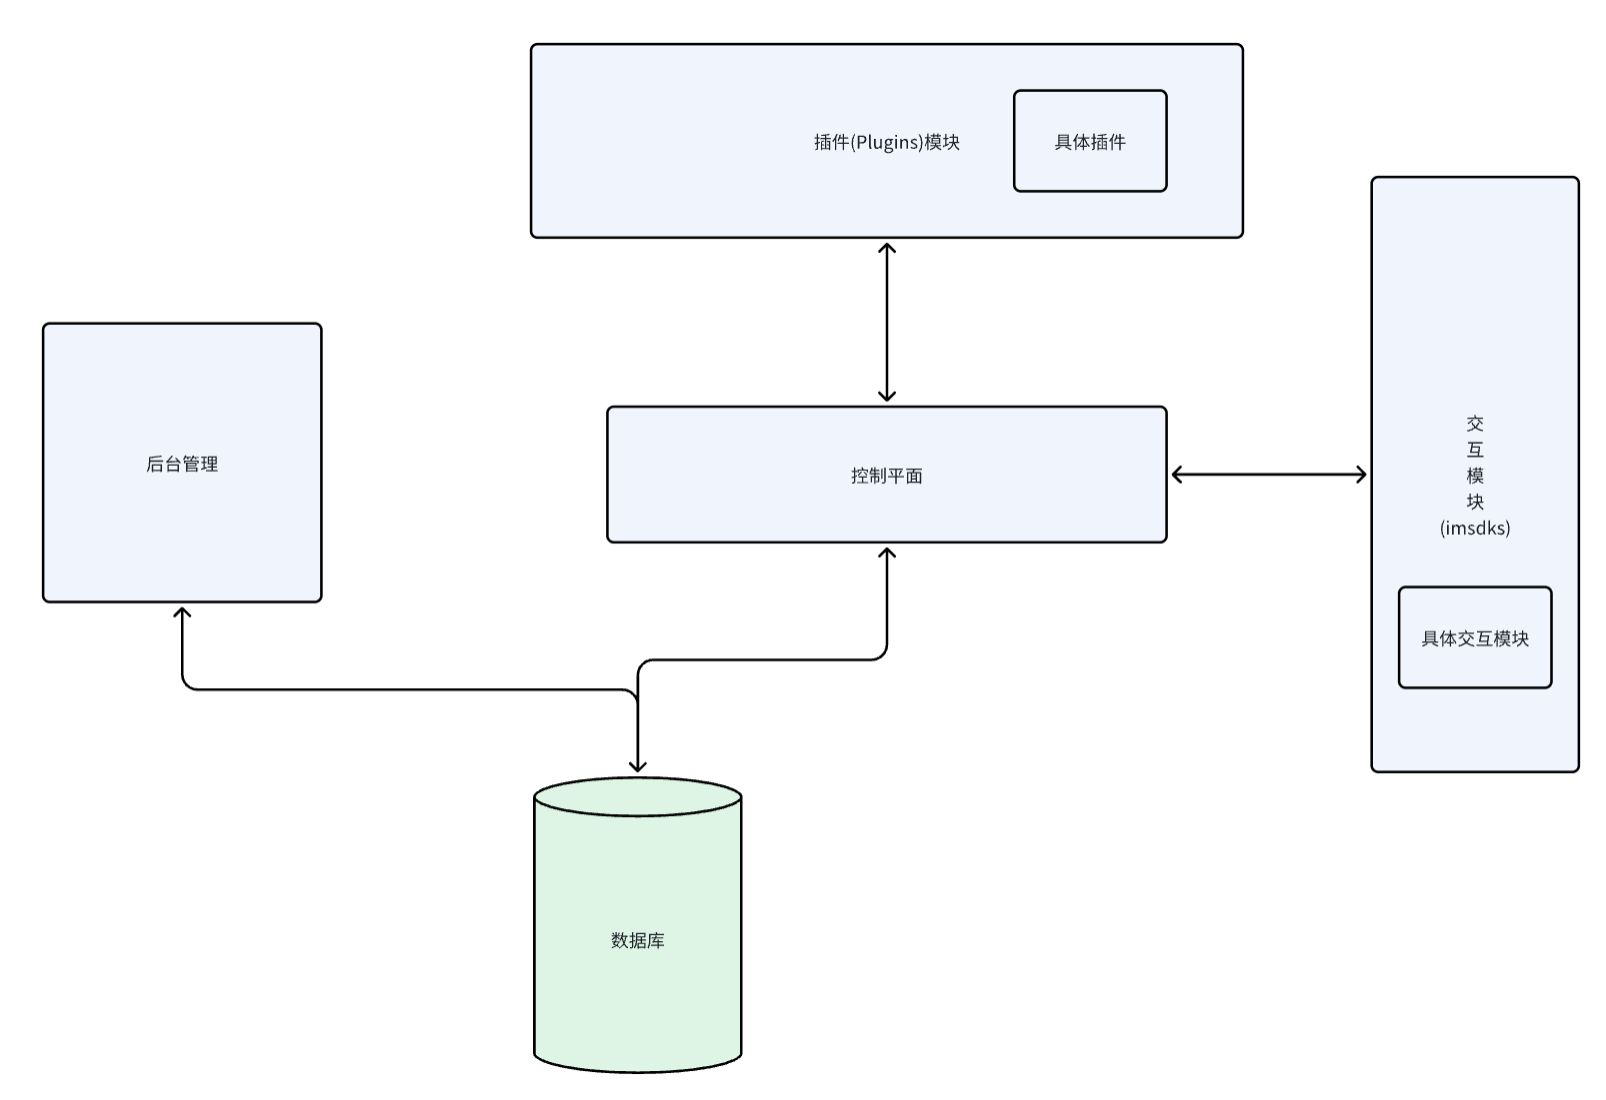 插件(Plugins)模块
具体插件
后台管理
控制平面
交
互
模
块
(imsdks)
具体交互模块
数据库